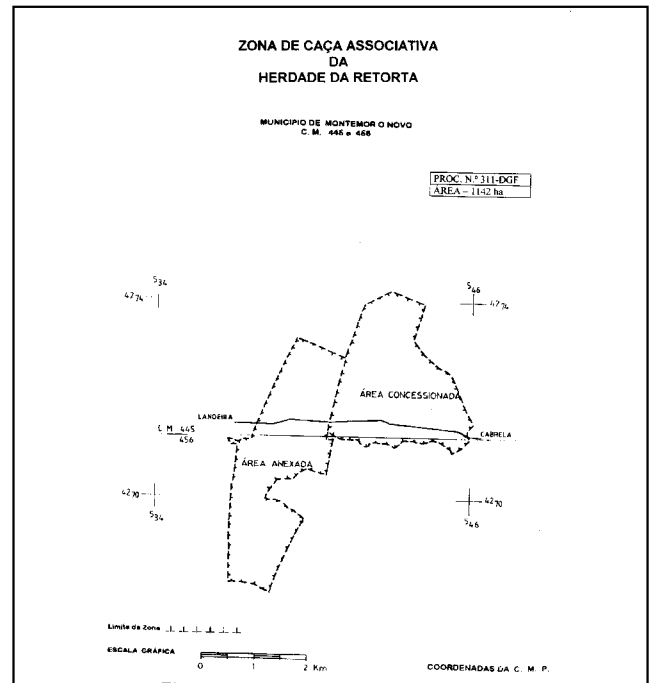 ZONA DE CAÇA ASSOCIATIVA
DA
HERDADE DA RETORTA
MUNICIPIO DE MONTEMOR O NOVO
C. M. 445 e 456
PROC. N.º 311-DGF
ÁREA – 1142 ha
534
4274
546
4274
ÁREA CONCESSIONADA
LANDEIRA
C M 445
456
CABRELA
ÁREA ANEXADA
4270
534
4270
546
Limite da Zona
ESCALA GRÁFICA
0 1 2 Km
COORDENADAS DA C. M. P.